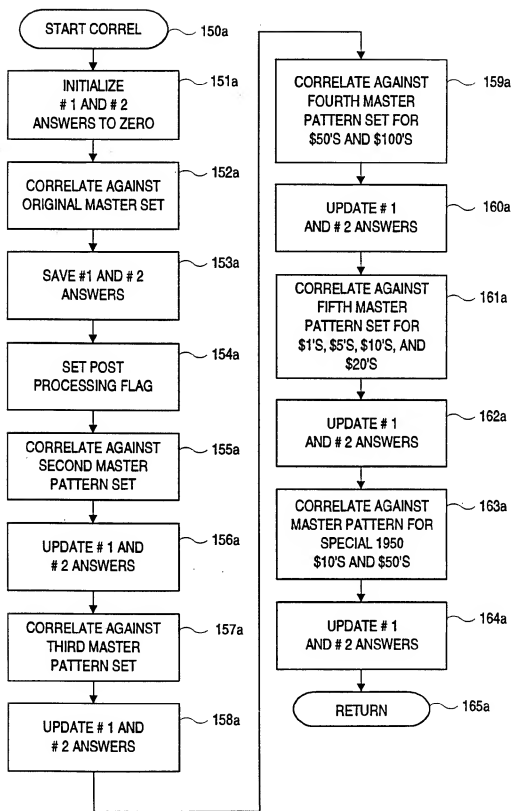 START CORREL
150a
INITIALIZE
# 1 AND # 2
ANSWERS TO ZERO
151a
CORRELATE AGAINST
ORIGINAL MASTER SET
152a
SAVE #1 AND # 2
ANSWERS
153a
SET POST
PROCESSING FLAG
154a
CORRELATE AGAINST
SECOND MASTER
PATTERN SET
155a
UPDATE # 1 AND
# 2 ANSWERS
156a
CORRELATE AGAINST
THIRD MASTER
PATTERN SET
157a
UPDATE # 1 AND
# 2 ANSWERS
158a
CORRELATE AGAINST
FOURTH MASTER
PATTERN SET FOR
$50'S AND $100'S
159a
UPDATE # 1
AND # 2 ANSWERS
160a
CORRELATE AGAINST
FIFTH MASTER
PATTERN SET FOR
$1'S, $5'S, $10'S, AND
$20'S
161a
UPDATE # 1
AND # 2 ANSWERS
162a
CORRELATE AGAINST
MASTER PATTERN FOR
SPECIAL 1950
$10'S AND $50'S
163a
UPDATE # 1
AND # 2 ANSWERS
164a
RETURN
165a